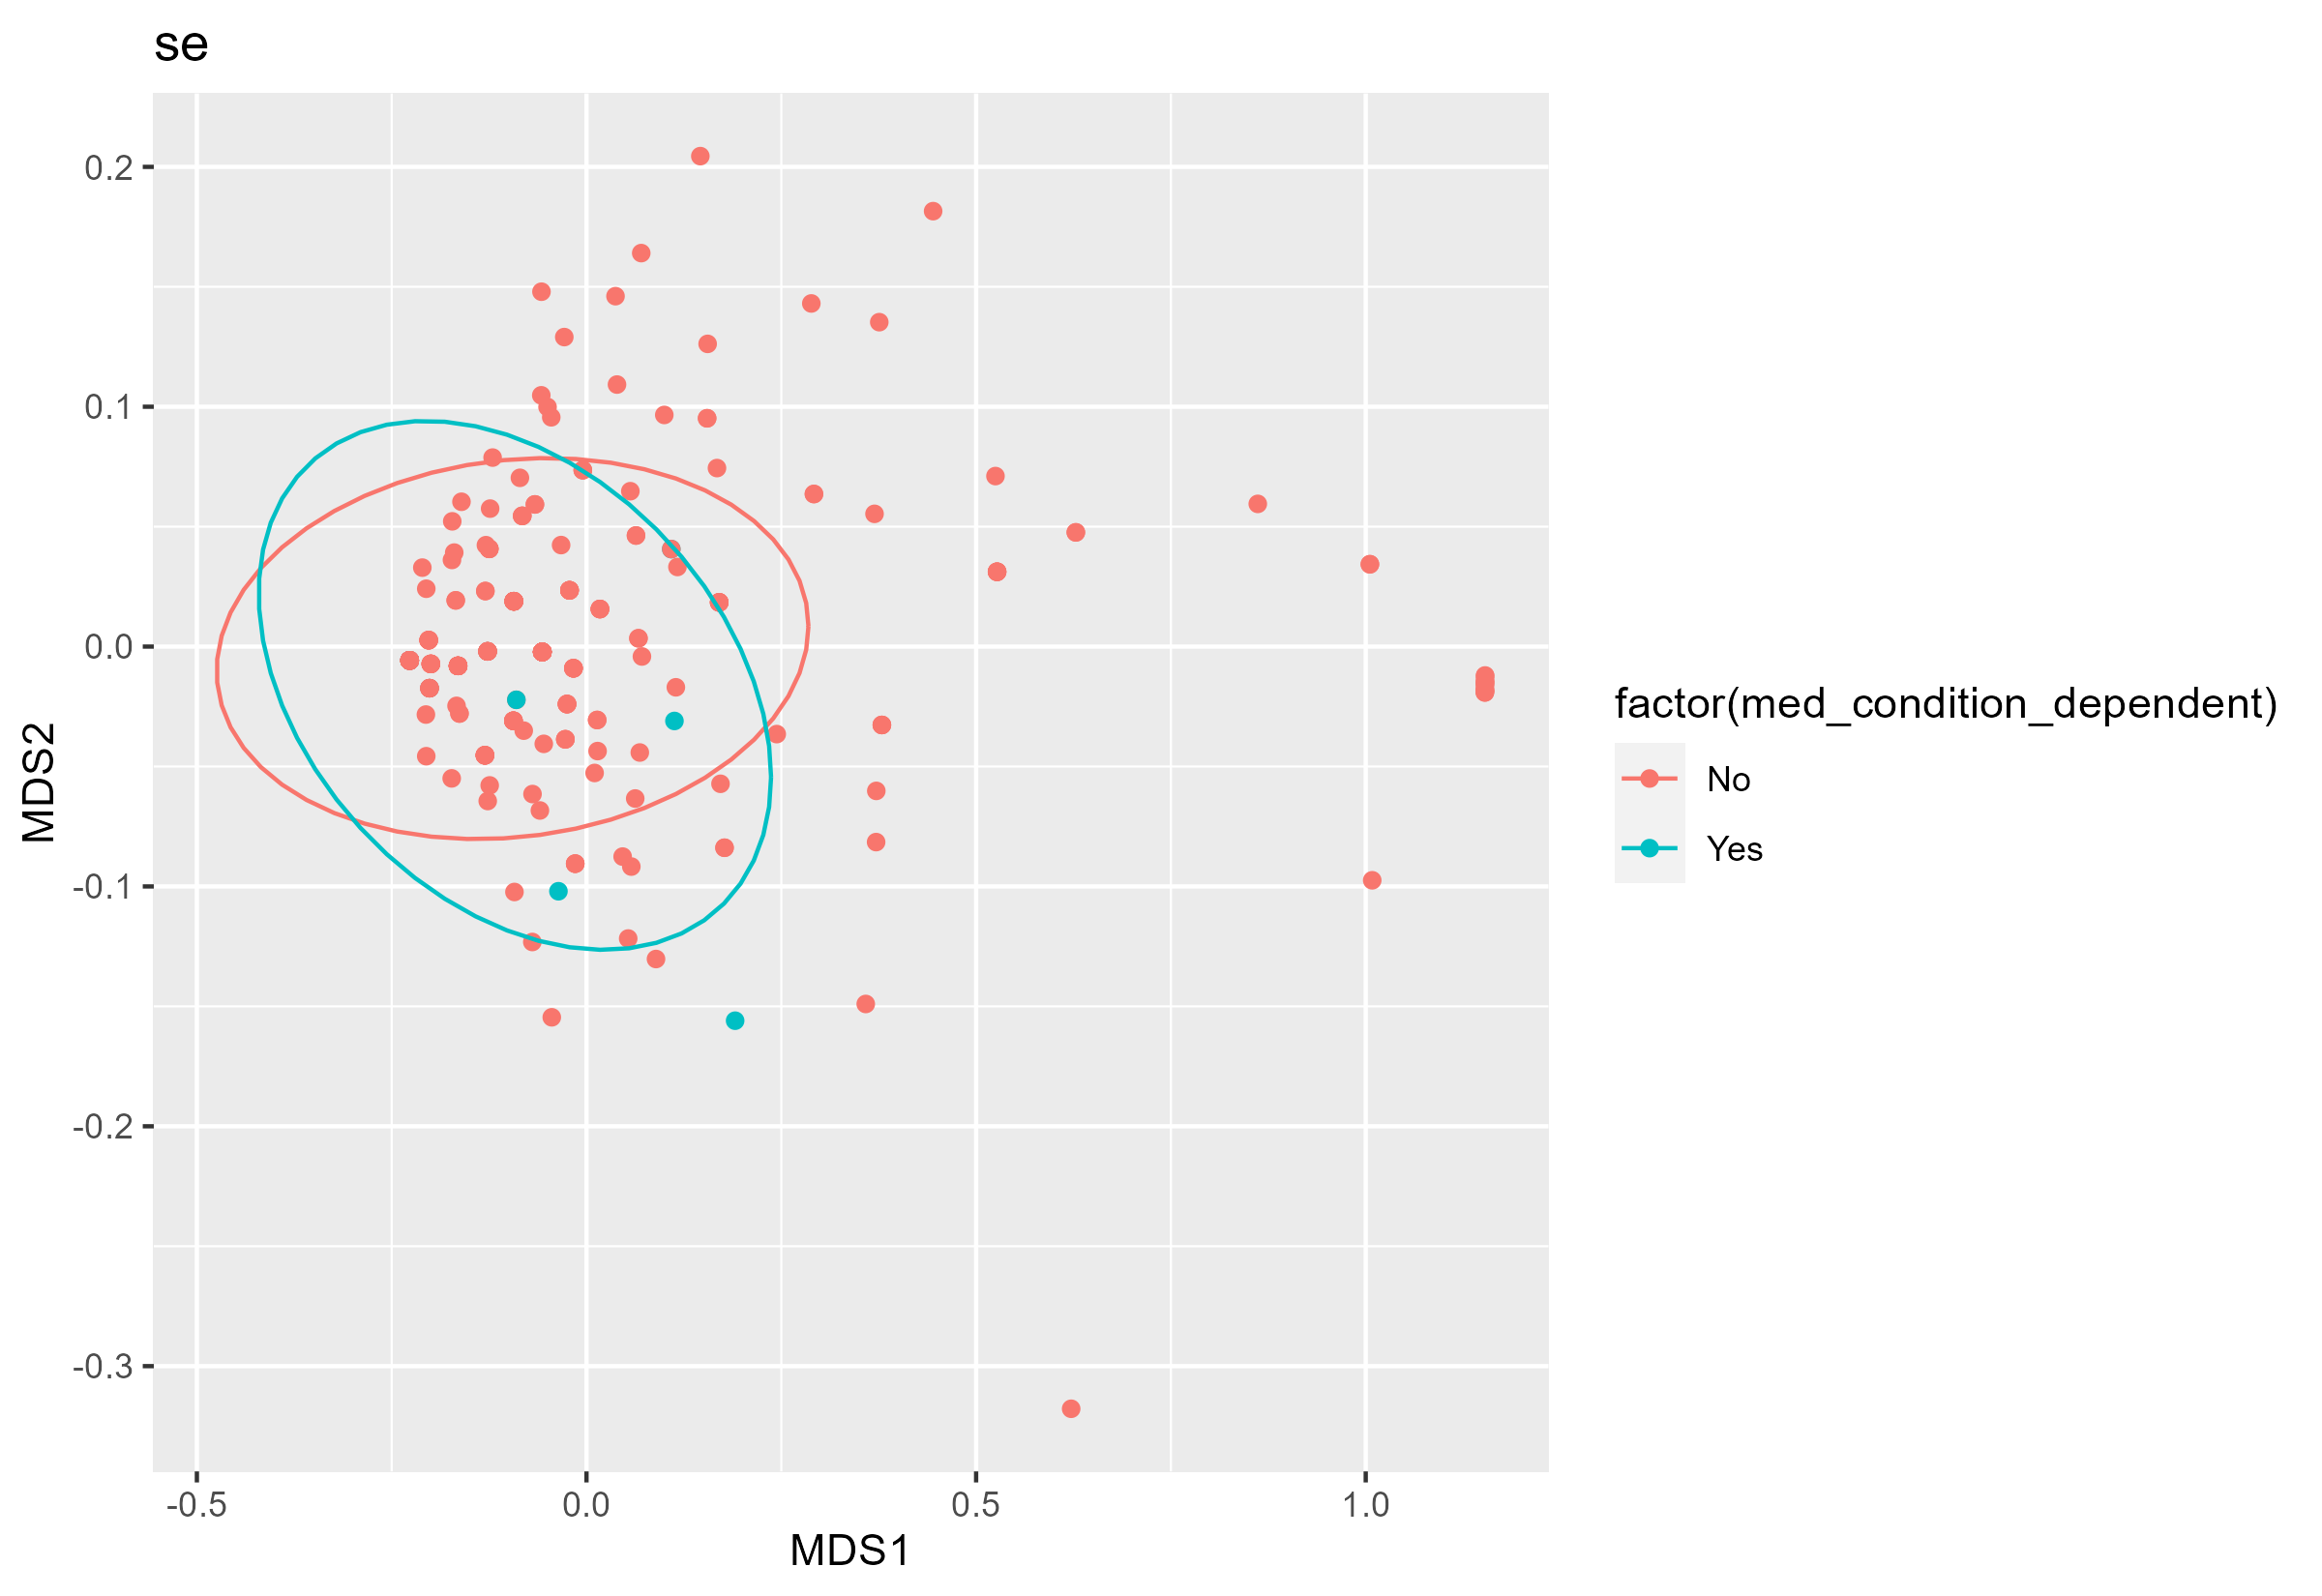 se
0.2
0.1
0.0
-0.1
-0.2
-0.3
MDS2
-0.5
0.0
0.5
1.0
MDS1
factor(med_condition_dependent)
No
Yes